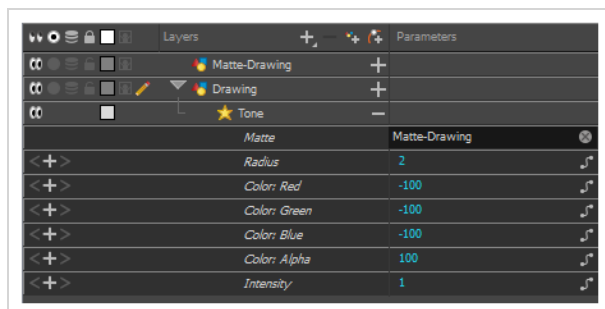 Layers Parameters
Matte-Drawing
Drawing
Tone
Matte Matte-Drawing
Radius 2
Color: Red -100
Color: Green -100
Color: Blue -100
Color: Alpha 100
Intensity 1